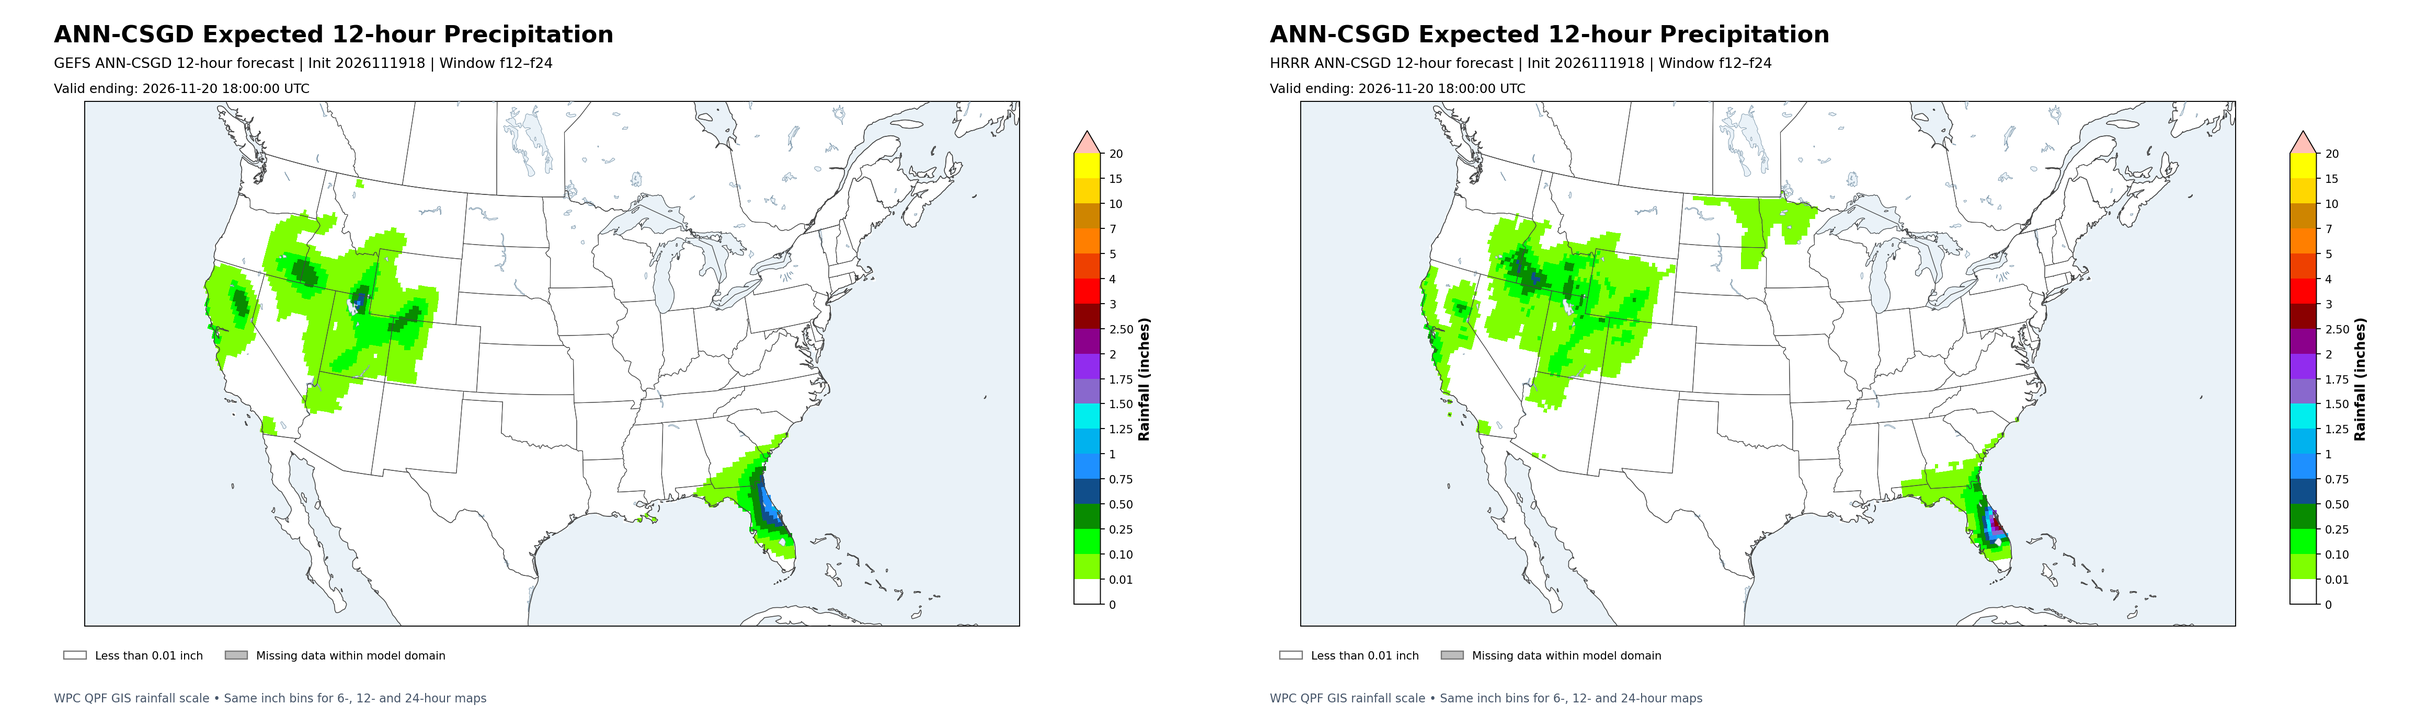 ANN-CSGD Expected 12-hour Precipitation
GEFS ANN-CSGD 12-hour forecast | Init 2026111918 | Window f12–f24
Valid ending: 2026-11-20 18:00:00 UTC
20
15
10
7
5
4
3
2.50
2
1.75
1.50
1.25
1
0.75
0.50
0.25
0.10
0.01
0
Rainfall (inches)
Less than 0.01 inch
Missing data within model domain
WPC QPF GIS rainfall scale • Same inch bins for 6-, 12- and 24-hour maps
ANN-CSGD Expected 12-hour Precipitation
HRRR ANN-CSGD 12-hour forecast | Init 2026111918 | Window f12–f24
Valid ending: 2026-11-20 18:00:00 UTC
20
15
10
7
5
4
3
2.50
2
1.75
1.50
1.25
1
0.75
0.50
0.25
0.10
0.01
0
Rainfall (inches)
Less than 0.01 inch
Missing data within model domain
WPC QPF GIS rainfall scale • Same inch bins for 6-, 12- and 24-hour maps